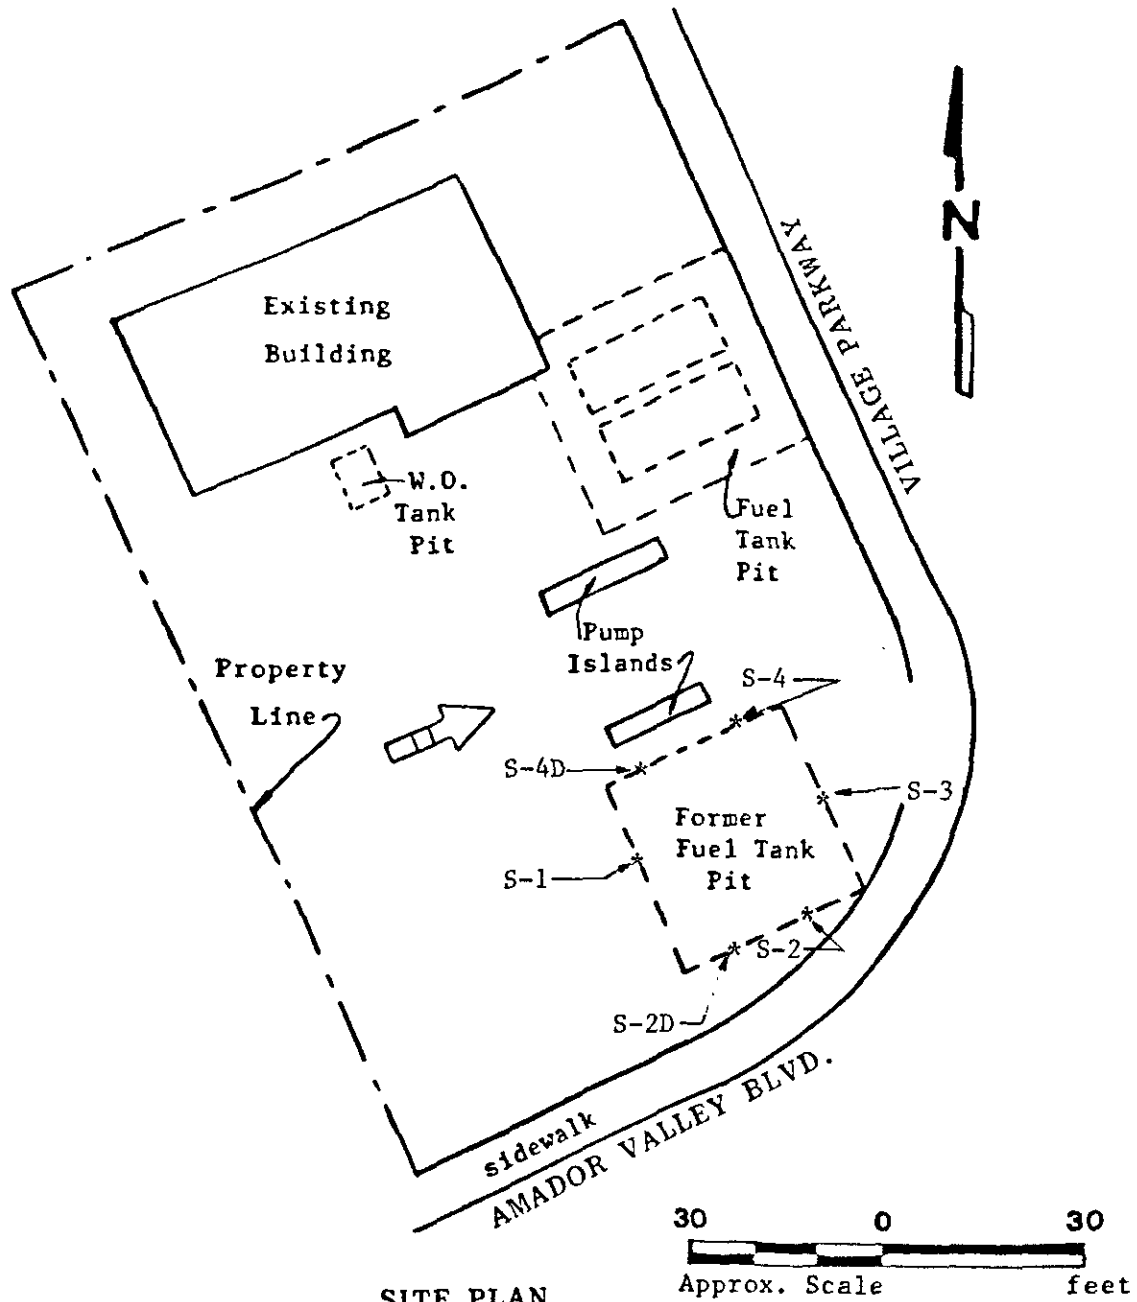 N
VILLAGE PARKWAY
Existing
Building
W.O.
Tank
Pit
Fuel
Tank
Pit
Pump
Islands
Property
Line
S-4
S-4D
S-3
Former
Fuel Tank
Pit
S-1
S-2
S-2D
sidewalk
AMADOR VALLEY BLVD.
30 0 30
Approx. Scale feet
SITE PLAN